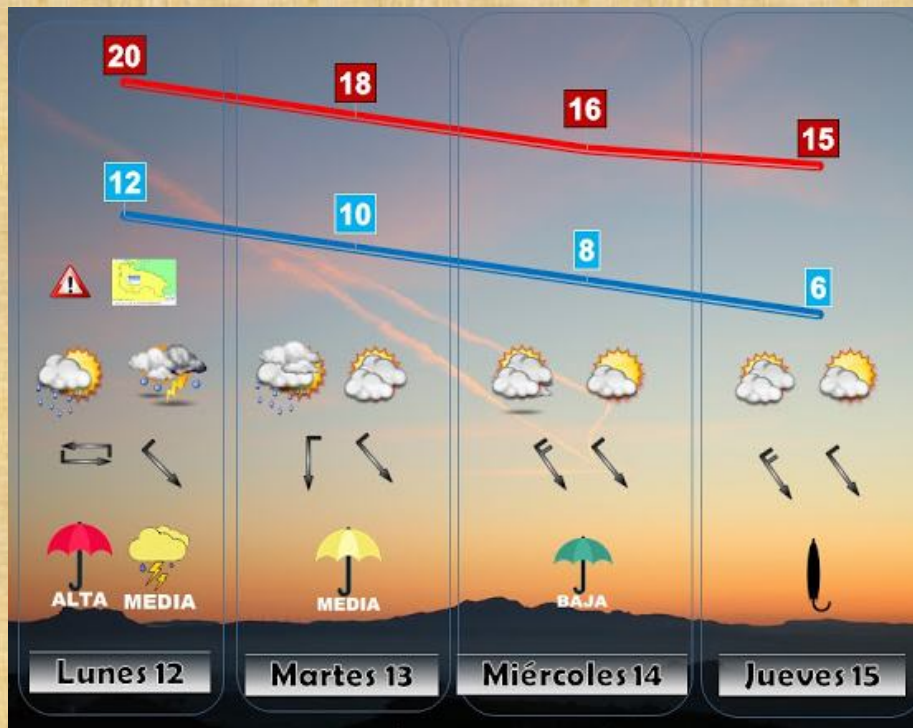 20
18
16
15
12
10
8
6
ALTA MEDIA
MEDIA
BAJA
Lunes 12
Martes 13
Miércoles 14
Jueves 15